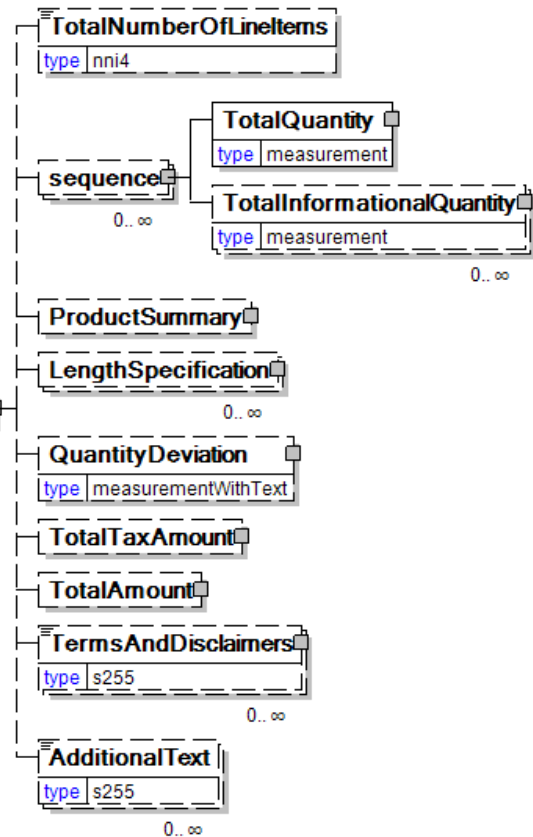 TotalNumberOfLineItems
type nni4
TotalQuantity
type measurement
sequence
0.. ∞
TotalInformationalQuantity
type measurement
0.. ∞
ProductSummary
LengthSpecification
0.. ∞
QuantityDeviation
type measurementWithText
TotalTaxAmount
TotalAmount
TermsAndDisclaimers
type s255
0.. ∞
AdditionalText
type s255
0.. ∞